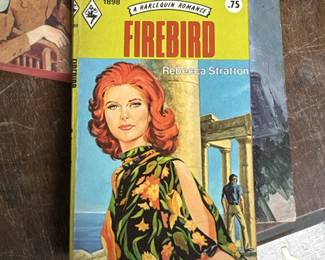 1898
A HARLEQUIN ROMANCE
.75
FIREBIRD
Rebecca Stratton